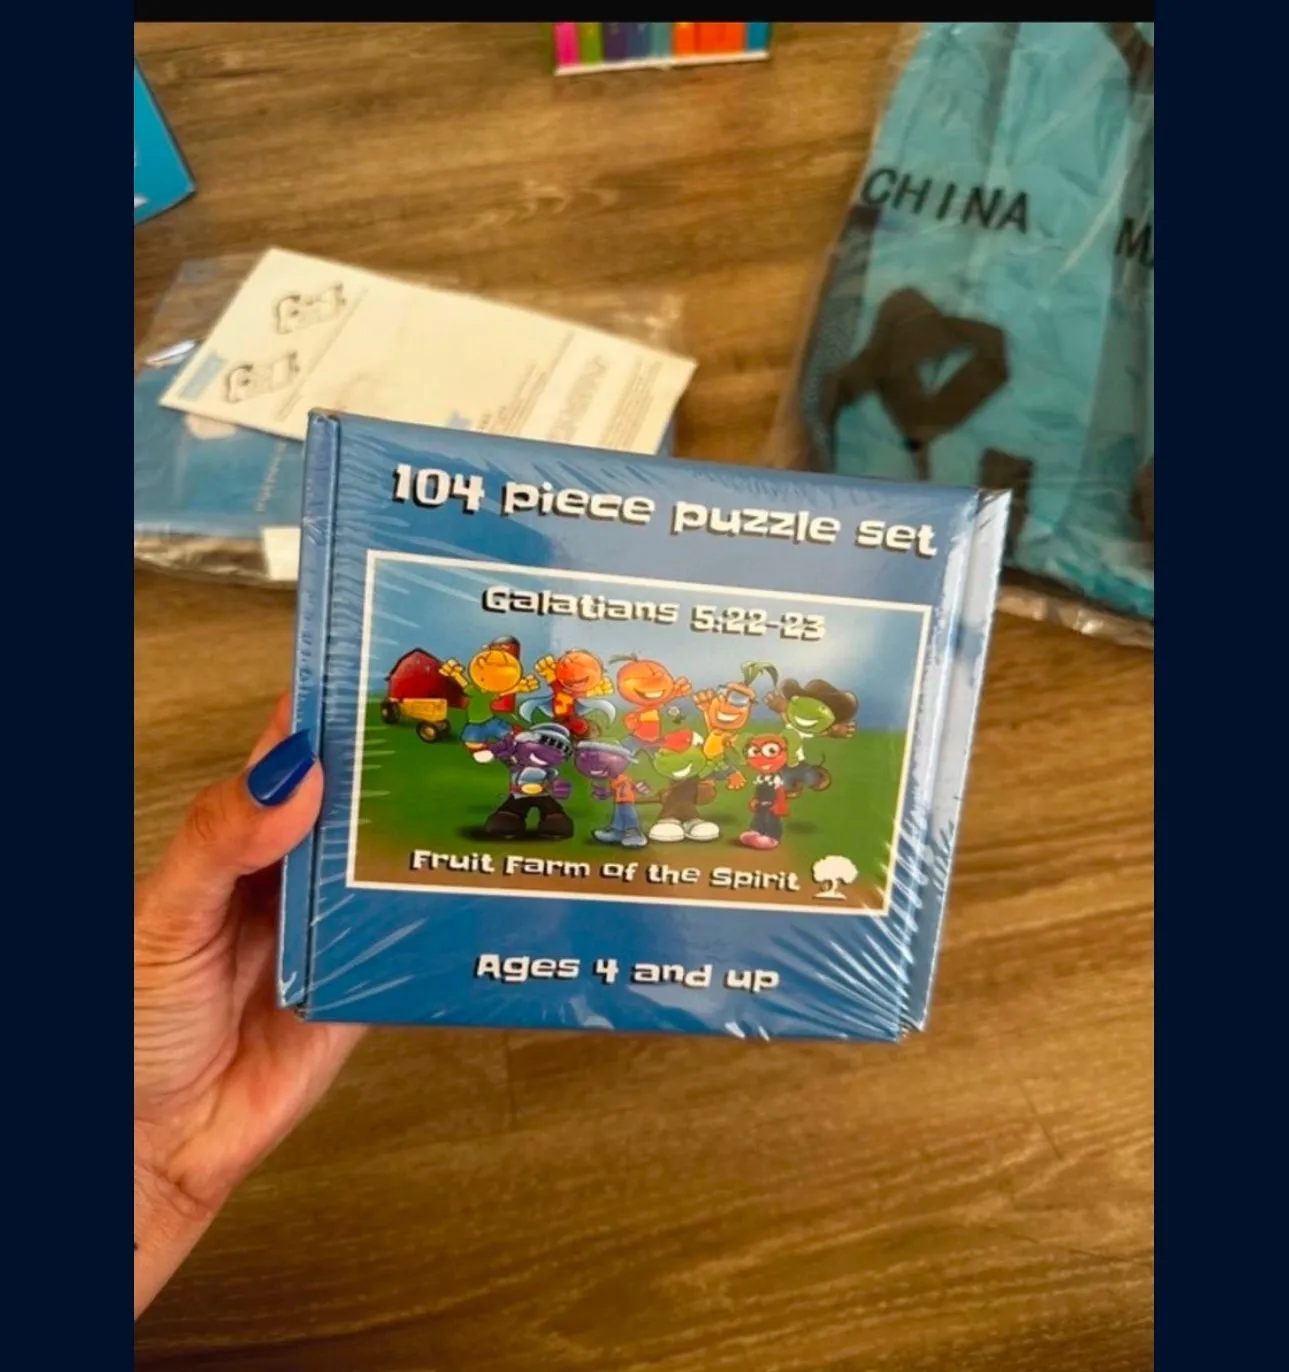 CHINA
104 piece puzzle set
Galatians 5:22-23
Fruit Farm of the Spirit
Ages 4 and up